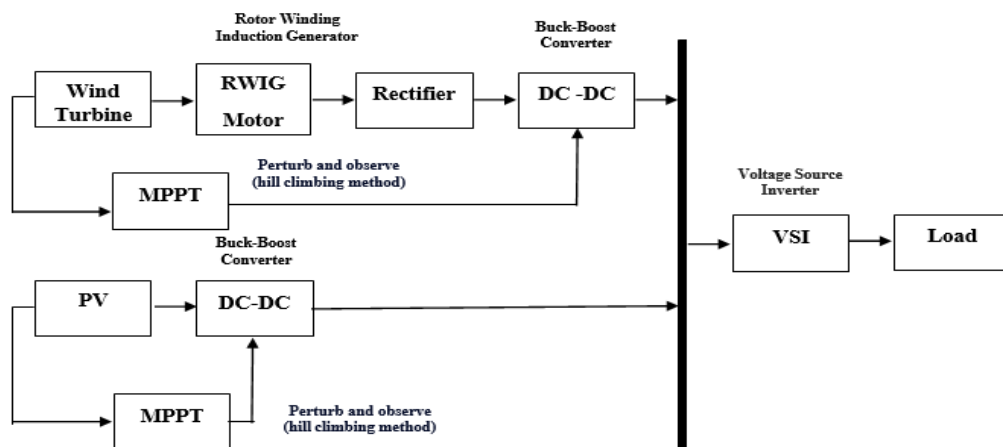 Rotor Winding
Induction Generator
Buck-Boost
Converter
Wind
Turbine
RWIG
Motor
Rectifier
DC -DC
Perturb and observe
(hill climbing method)
MPPT
Voltage Source
Inverter
VSI
Load
Buck-Boost
Converter
PV
DC-DC
MPPT
Perturb and observe
(hill climbing method)